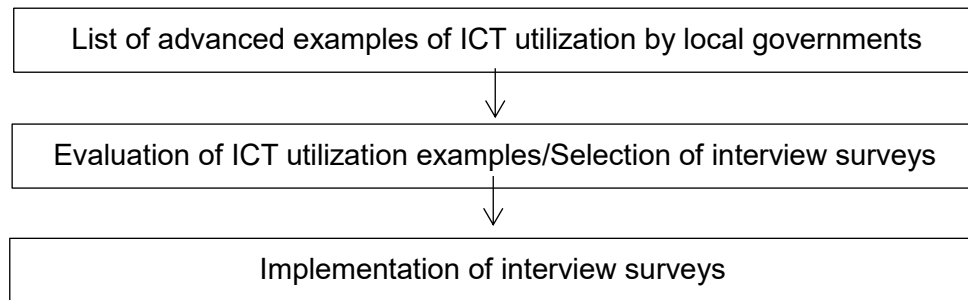 List of advanced examples of ICT utilization by local governments
Evaluation of ICT utilization examples/Selection of interview surveys
Implementation of interview surveys